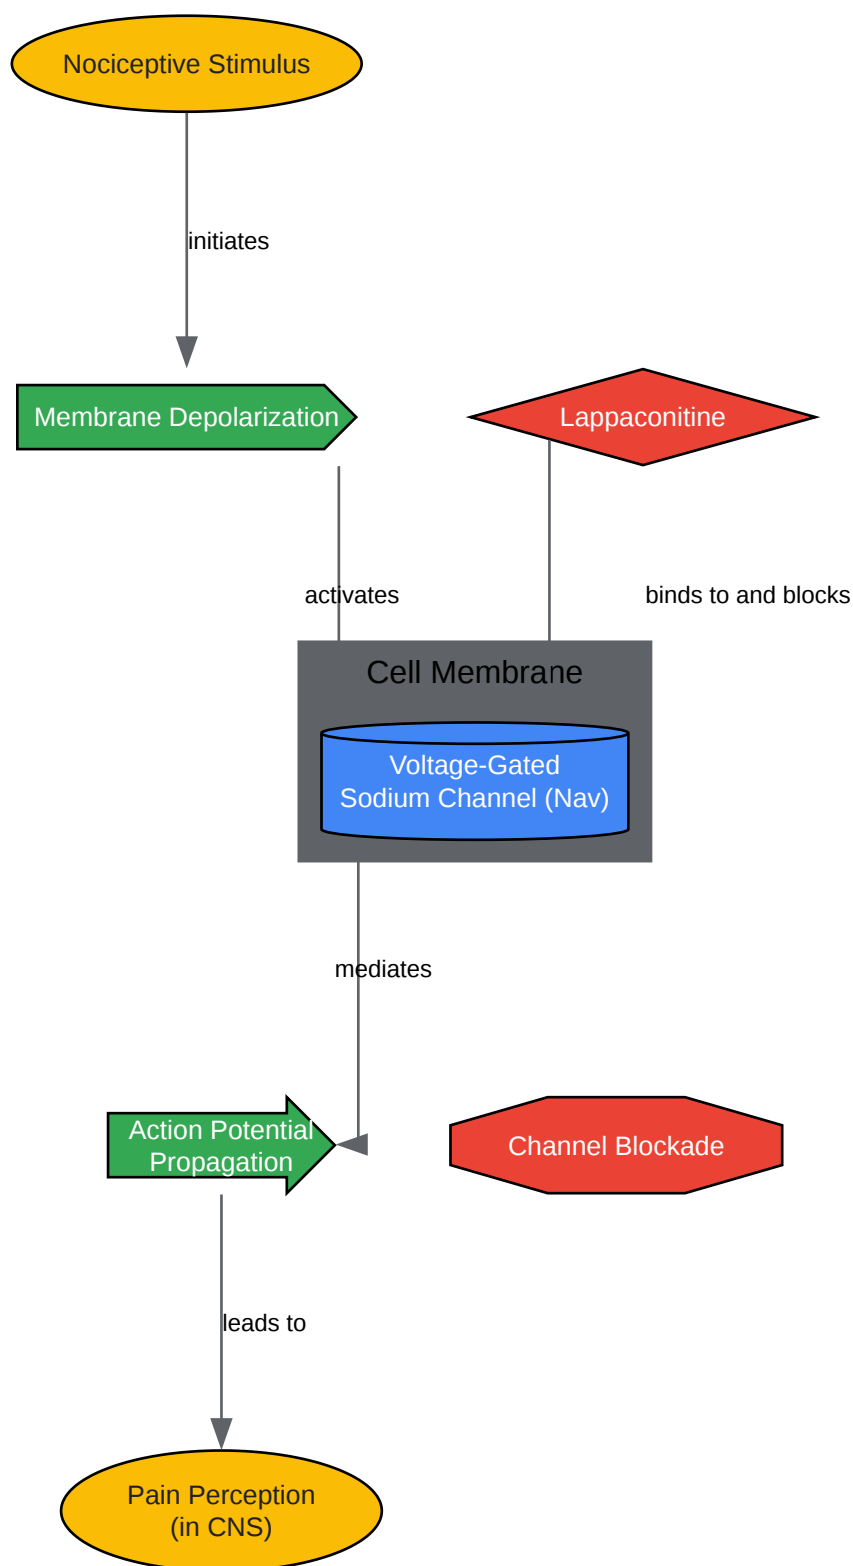 Nociceptive Stimulus
initiates
Membrane Depolarization
Lappaconitine
activates
binds to and blocks
Cell Membrane
Voltage-Gated
Sodium Channel (Nav)
mediates
Action Potential
Propagation
Channel Blockade
leads to
Pain Perception
(in CNS)